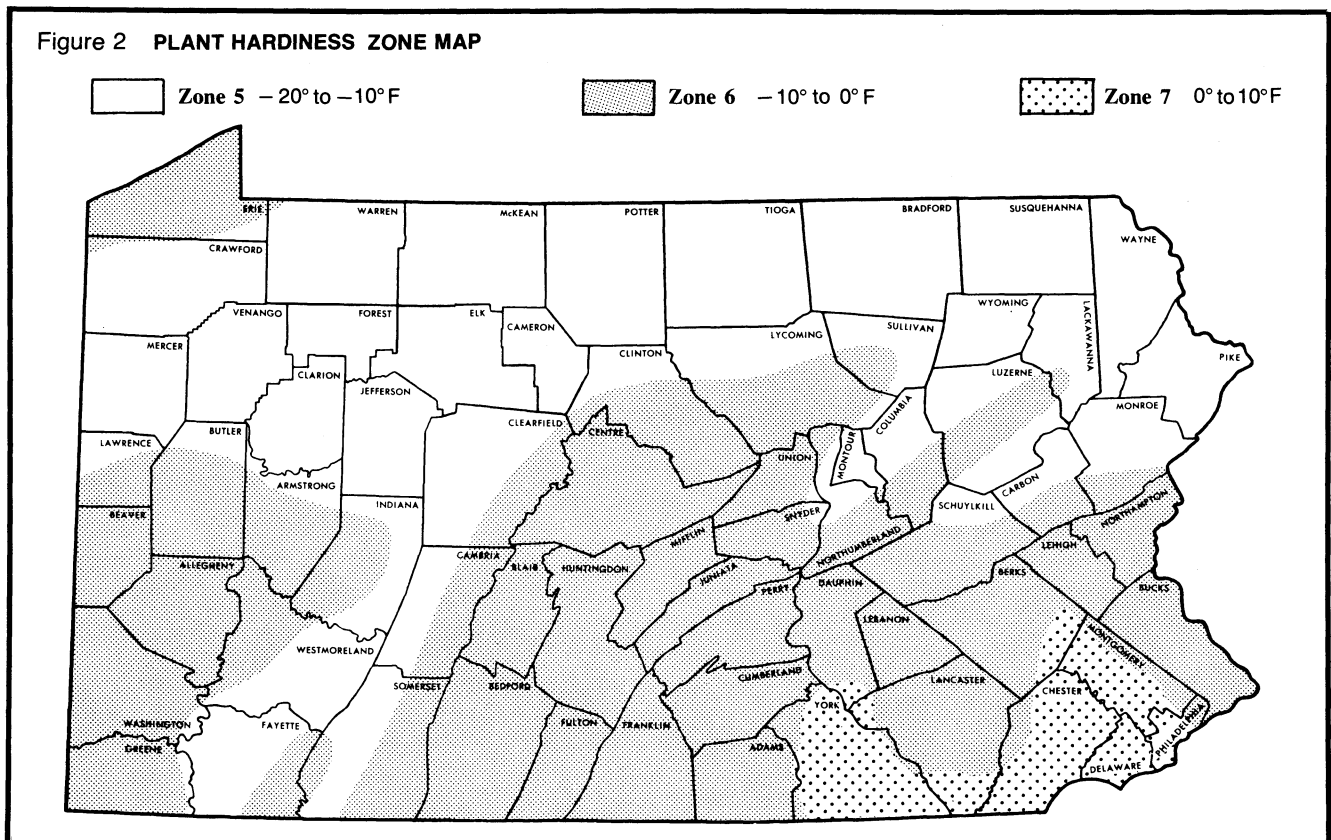 Figure 2 PLANT HARDINESS ZONE MAP
Zone 5 −20° to −10° F
Zone 6 −10° to 0° F
Zone 7 0° to 10° F
ERIE
WARREN
McKEAN
POTTER
TIOGA
BRADFORD
SUSQUEHANNA
WAYNE
CRAWFORD
VENANGO
FOREST
ELK
CAMERON
CLINTON
LYCOMING
SULLIVAN
WYOMING
LACKAWANNA
PIKE
MERCER
CLARION
JEFFERSON
LUZERNE
MONROE
LAWRENCE
BUTLER
CLEARFIELD
CENTRE
UNION
MONTOUR
COLUMBIA
ARMSTRONG
INDIANA
BEAVER
SNYDER
SCHUYLKILL
CARBON
NORTHAMPTON
MIFFLIN
NORTHUMBERLAND
LEHIGH
ALLEGHENY
CAMBRIA
BLAIR
HUNTINGDON
JUNIATA
PERRY
DAUPHIN
BERKS
BUCKS
LEBANON
WESTMORELAND
MONTGOMERY
SOMERSET
BEDFORD
CUMBERLAND
LANCASTER
CHESTER
WASHINGTON
FAYETTE
FULTON
FRANKLIN
YORK
PHILADELPHIA
GREENE
ADAMS
DELAWARE